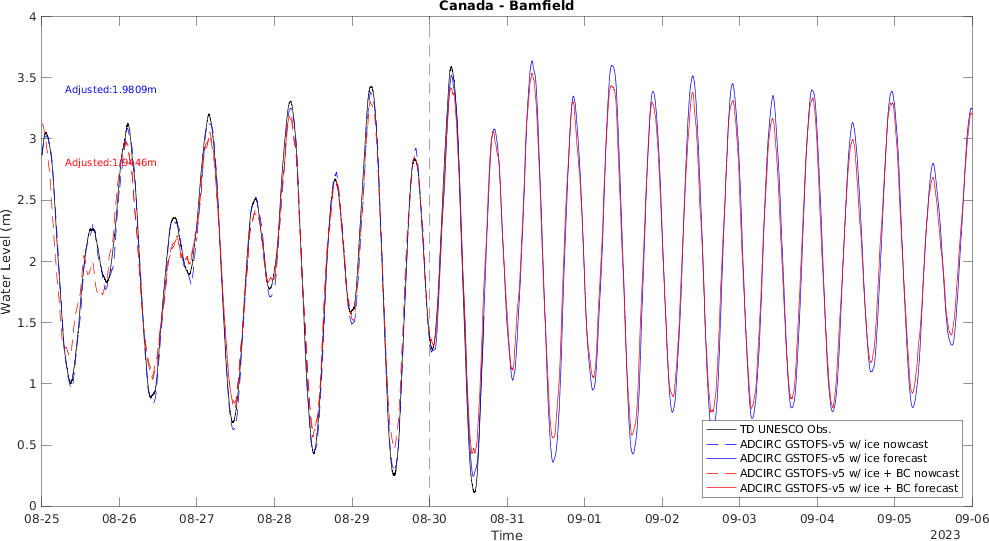 Canada - Bamfield
4
3.5
3
2.5
2
1.5
1
0.5
0
Water Level (m)
Adjusted:1.9809m
Adjusted:1.9446m
TD UNESCO Obs.
ADCIRC GSTOFS-v5 w/ ice nowcast
ADCIRC GSTOFS-v5 w/ ice forecast
ADCIRC GSTOFS-v5 w/ ice + BC nowcast
ADCIRC GSTOFS-v5 w/ ice + BC forecast
08-25 08-26 08-27 08-28 08-29 08-30 08-31 09-01 09-02 09-03 09-04 09-05 09-06
Time
2023